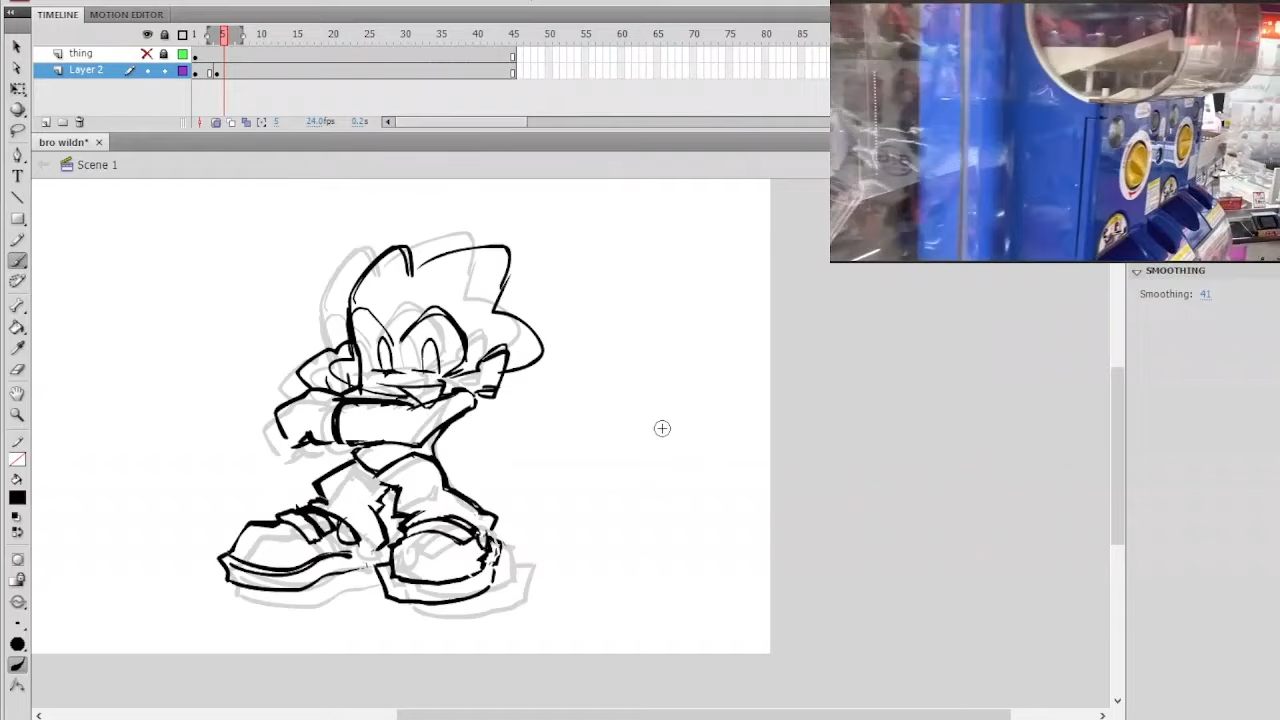 TIMELINE MOTION EDITOR
1 5 10 15 20 25 30 35 40 45 50 55 60 65 70 75 80 85
thing
Layer 2
5 24.0fps 0.2s
bro wildn*
Scene 1
T
SMOOTHING
Smoothing: 41